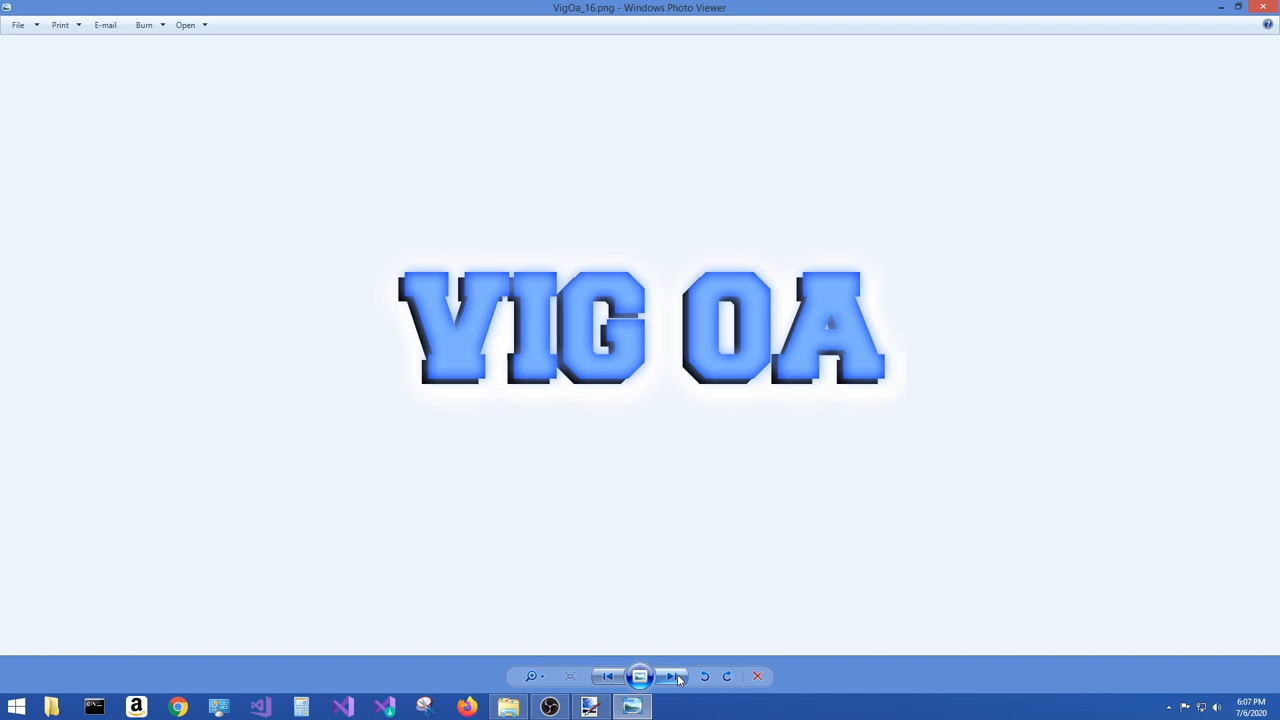 VigOa_16.png - Windows Photo Viewer
File Print E-mail Burn Open
VIG OA
6:07 PM
7/6/2020